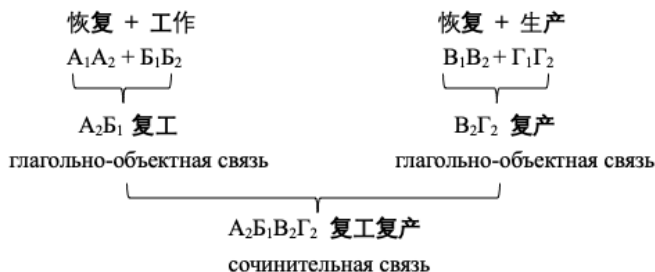 恢复 + 工作 恢复 + 生产
А₁А₂ + Б₁Б₂ В₁В₂ + Г₁Г₂
А₂Б₁ 复工 В₂Г₂ 复产
глагольно-объектная связь глагольно-объектная связь
А₂Б₁В₂Г₂ 复工复产
сочинительная связь